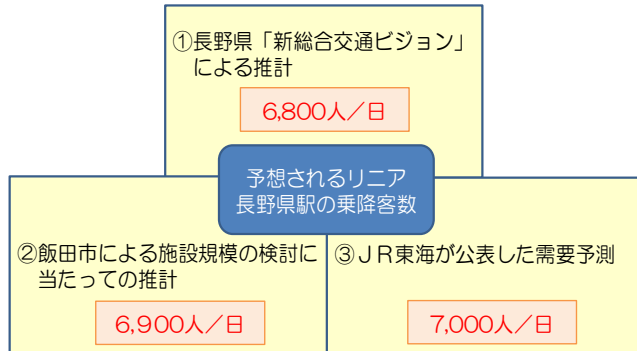 ①長野県「新総合交通ビジョン」
による推計
6,800人／日
予想されるリニア
長野県駅の乗降客数
②飯田市による施設規模の検討に
当たっての推計
6,900人／日
③ＪＲ東海が公表した需要予測
7,000人／日